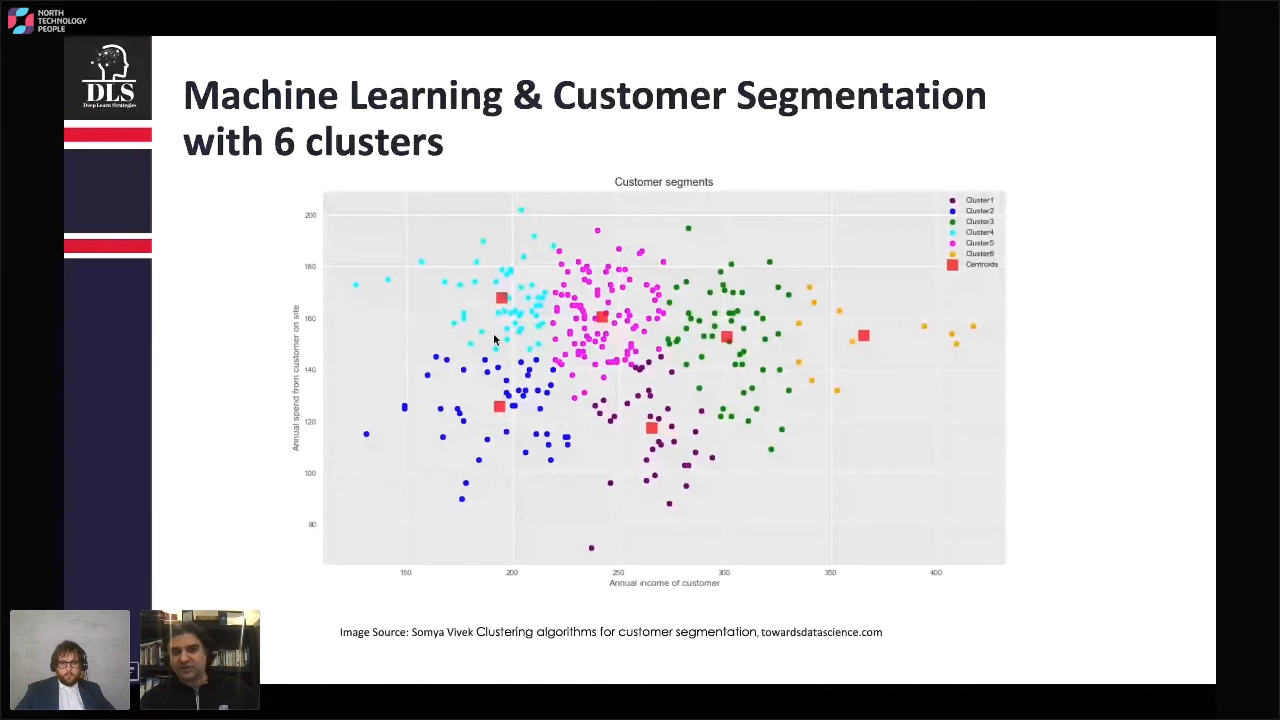 NORTH
TECHNOLOGY
PEOPLE
DLS
Deep Learn Strategies
Machine Learning & Customer Segmentation
with 6 clusters
Customer segments
Cluster1
Cluster2
Cluster3
Cluster4
Cluster5
Cluster6
Centroids
Annual spend from customer on site
200
180
160
140
120
100
80
150
200
250
300
350
400
Annual income of customer
Image Source: Somya Vivek Clustering algorithms for customer segmentation, towardsdatascience.com